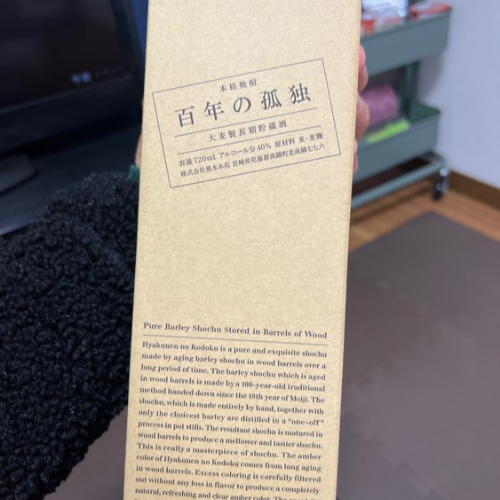 本格焼酎
百年の孤独
大麦製長期貯蔵酒
容量720ml アルコール分40% 原材料 麦・麦麹
株式会社黒木本店 宮崎県児湯郡高鍋町北高鍋七七六
Pure Barley Shochu Stored in Barrels of Wood
Hyakunen no Kodoku is a pure and exquisite shochu
made by aging barley shochu in wood barrels over a
long period of time. The barley shochu which is aged
in wood barrels is made by a 100-year-old traditional
method handed down since the 18th year of Meiji. The
shochu, which is made entirely by hand, together with
only the choicest barley are distilled in a "one-off"
process in pot stills. The resultant shochu is matured in
wood barrels to produce a mellower and tastier shochu.
This is really a masterpiece of shochu. The amber
color of Hyakunen no Kodoku comes from long aging
in wood barrels. Excess coloring is carefully filtered
out without any loss in flavor to produce a completely
natural, refreshing and clear amber color.